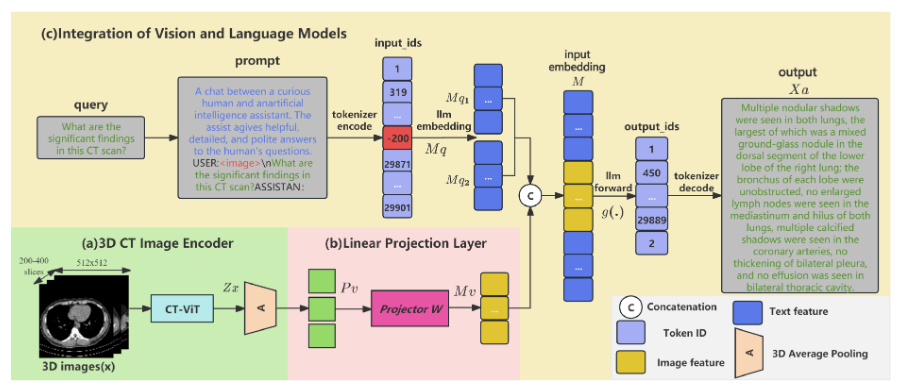 (c)Integration of Vision and Language Models
query
What are the
significant findings
in this CT scan?
prompt
A chat between a curious
human and anartificial
intelligence assistant. The
assist agives helpful,
detailed, and polite answers
to the human's questions.
USER:<image>\nWhat are
the significant findings
in this CT scan?ASSISTAN:
tokenizer
encode
input_ids
1
319
...
-200
29871
...
29901
llm
embedding
Mq
Mq₁
...
Mq₂
...
C
input
embedding
M
...
...
...
llm
forward
g(.)
output_ids
1
450
...
29889
2
tokenizer
decode
output
Xa
Multiple nodular shadows
were seen in both lungs, the
largest of which was a mixed
ground-glass nodule in the
dorsal segment of the lower
lobe of the right lung; the
bronchus of each lobe were
unobstructed, no enlarged
lymph nodes were seen in the
mediastinum and hilus of both
lungs, multiple calcified
shadows were seen in the
coronary arteries, no
thickening of bilateral pleura,
and no effusion was seen in
bilateral thoracic cavity.
(a)3D CT Image Encoder
200-400
slices
512x512
3D images(x)
CT-ViT
Zx
A
(b)Linear Projection Layer
Pv
Projector W
Mv
...
C
Concatenation
Token ID
Image feature
Text feature
A
3D Average Pooling